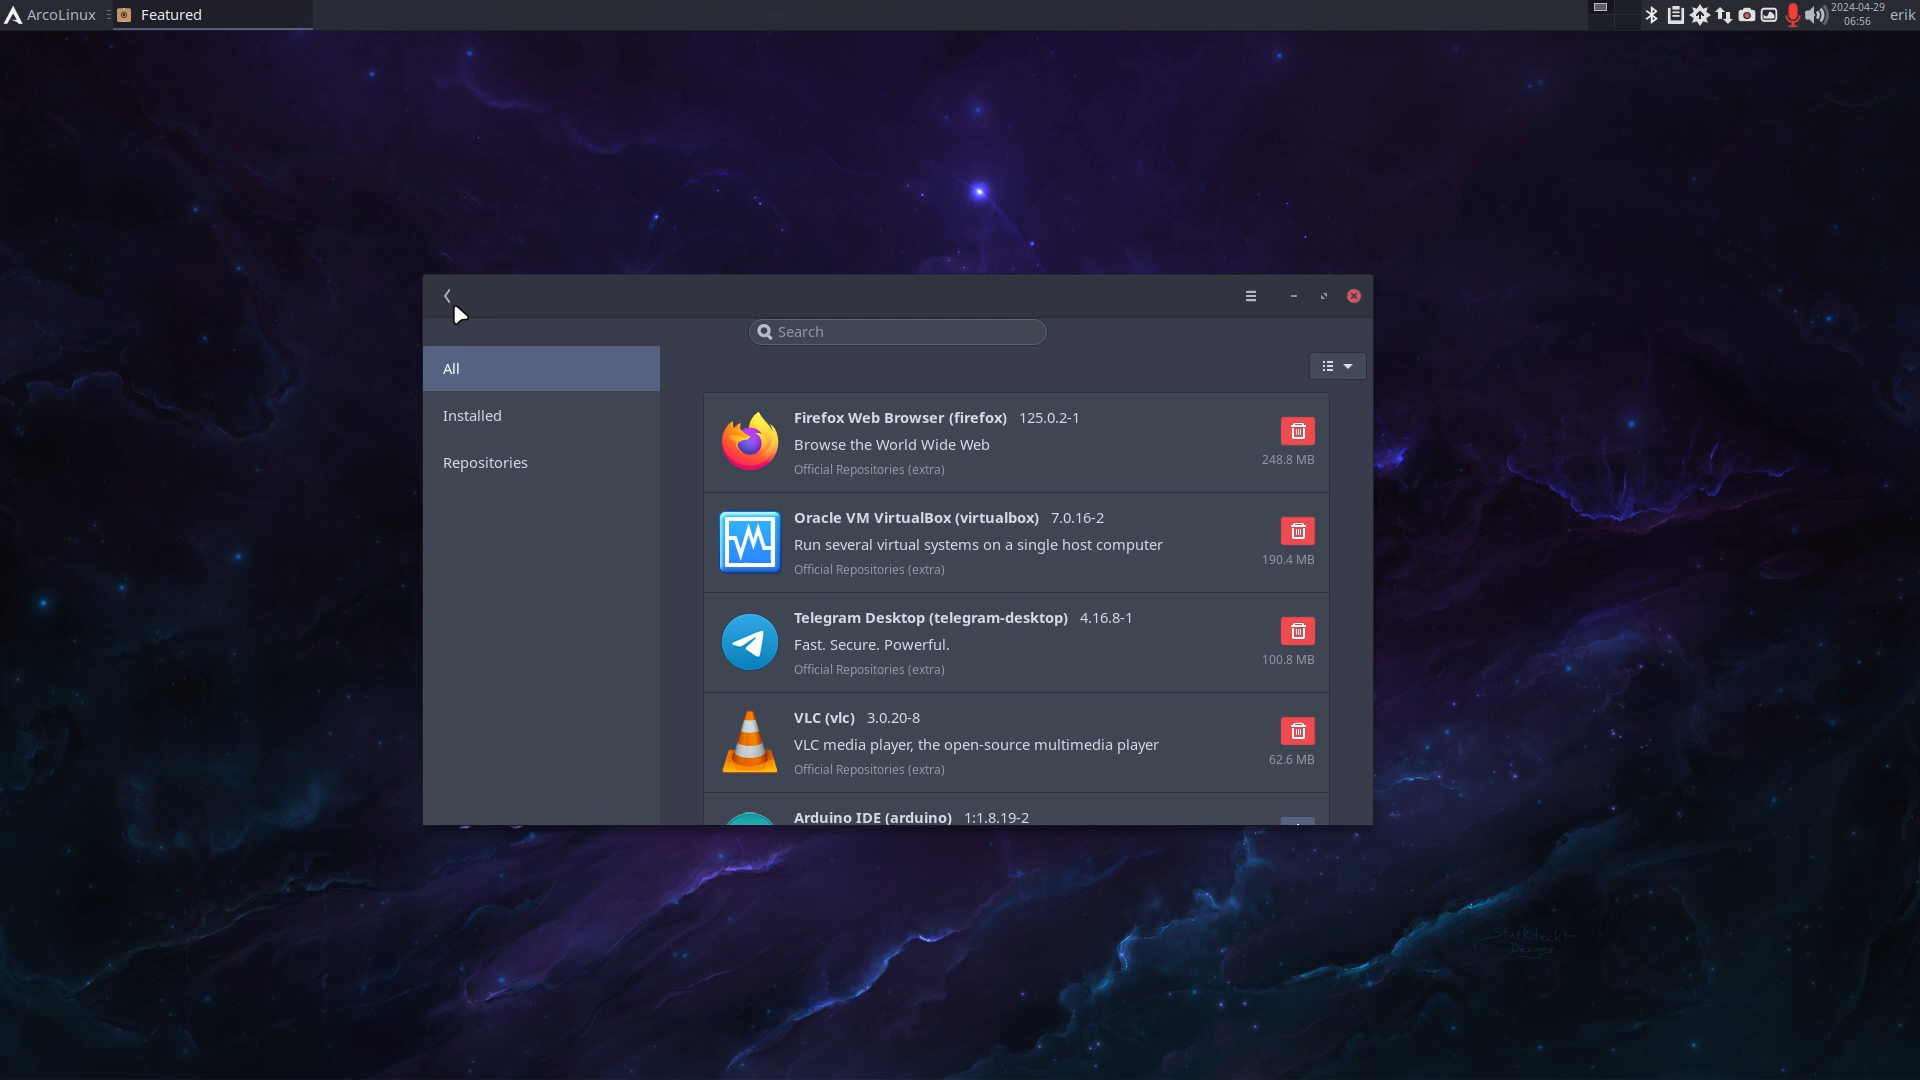 ArcoLinux
Featured
2024-04-29
06:56
erik
Search
All
Installed
Repositories
Firefox Web Browser (firefox) 125.0.2-1
Browse the World Wide Web
Official Repositories (extra)
248.8 MB
Oracle VM VirtualBox (virtualbox) 7.0.16-2
Run several virtual systems on a single host computer
Official Repositories (extra)
190.4 MB
Telegram Desktop (telegram-desktop) 4.16.8-1
Fast. Secure. Powerful.
Official Repositories (extra)
100.8 MB
VLC (vlc) 3.0.20-8
VLC media player, the open-source multimedia player
Official Repositories (extra)
62.6 MB
Arduino IDE (arduino) 1:1.8.19-2
Starkiteckt
Designs